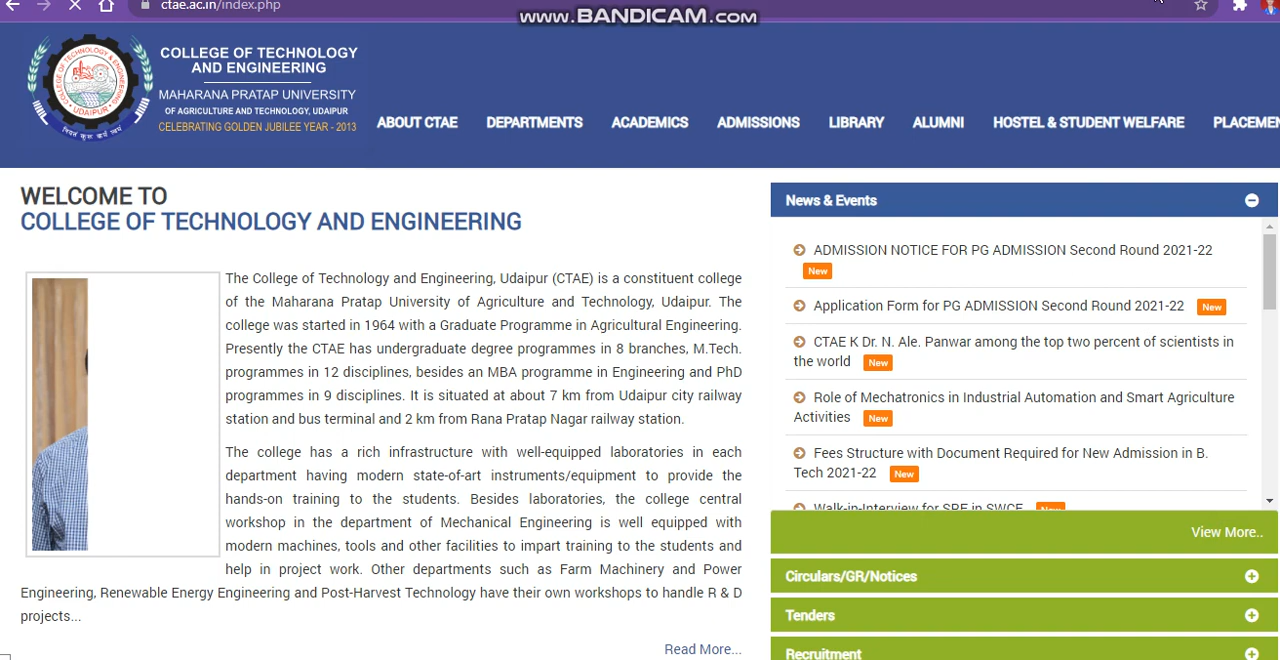 ctae.ac.in/index.php
www.BANDICAM.com
COLLEGE OF TECHNOLOGY
AND ENGINEERING
MAHARANA PRATAP UNIVERSITY
OF AGRICULTURE AND TECHNOLOGY, UDAIPUR
CELEBRATING GOLDEN JUBILEE YEAR - 2013
COLLEGE OF TECHNOLOGY & ENGINEERING
UDAIPUR
ABOUT CTAE DEPARTMENTS ACADEMICS ADMISSIONS LIBRARY ALUMNI HOSTEL & STUDENT WELFARE PLACEMEN
WELCOME TO
COLLEGE OF TECHNOLOGY AND ENGINEERING
The College of Technology and Engineering, Udaipur (CTAE) is a constituent college
of the Maharana Pratap University of Agriculture and Technology, Udaipur. The
college was started in 1964 with a Graduate Programme in Agricultural Engineering.
Presently the CTAE has undergraduate degree programmes in 8 branches, M.Tech.
programmes in 12 disciplines, besides an MBA programme in Engineering and PhD
programmes in 9 disciplines. It is situated at about 7 km from Udaipur city railway
station and bus terminal and 2 km from Rana Pratap Nagar railway station.
The college has a rich infrastructure with well-equipped laboratories in each
department having modern state-of-art instruments/equipment to provide the
hands-on training to the students. Besides laboratories, the college central
workshop in the department of Mechanical Engineering is well equipped with
modern machines, tools and other facilities to impart training to the students and
help in project work. Other departments such as Farm Machinery and Power
Engineering, Renewable Energy Engineering and Post-Harvest Technology have their own workshops to handle R & D
projects...
Read More...
News & Events
ADMISSION NOTICE FOR PG ADMISSION Second Round 2021-22
New
Application Form for PG ADMISSION Second Round 2021-22 New
CTAE K Dr. N. Ale. Panwar among the top two percent of scientists in
the world New
Role of Mechatronics in Industrial Automation and Smart Agriculture
Activities New
Fees Structure with Document Required for New Admission in B.
Tech 2021-22 New
Walk-in-Interview for SRF in SWCE New
View More..
Circulars/GR/Notices
Tenders
Recruitment